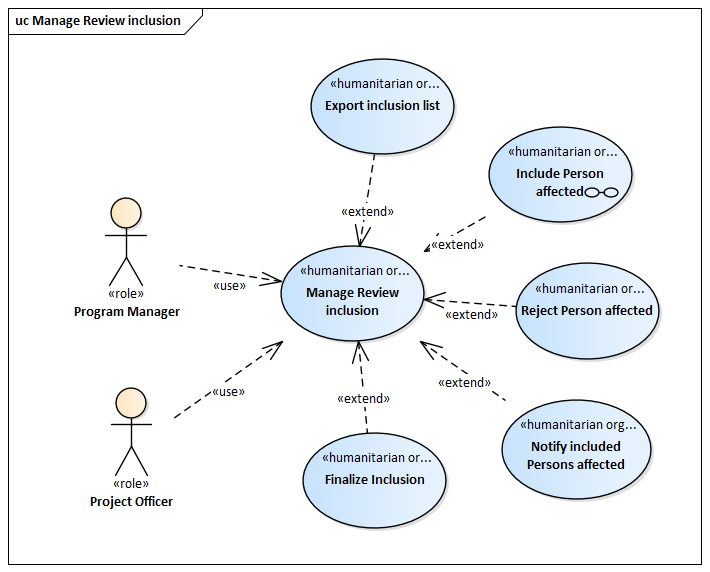 uc Manage Review inclusion
«humanitarian or...
Export inclusion list
«humanitarian or...
Include Person
affected
«extend»
«extend»
«role»
Program Manager
«use»
«humanitarian or...
Manage Review
inclusion
«humanitarian or...
Reject Person affected
«extend»
«extend»
«use»
«extend»
«role»
Project Officer
«humanitarian or...
Finalize Inclusion
«humanitarian org...
Notify included
Persons affected